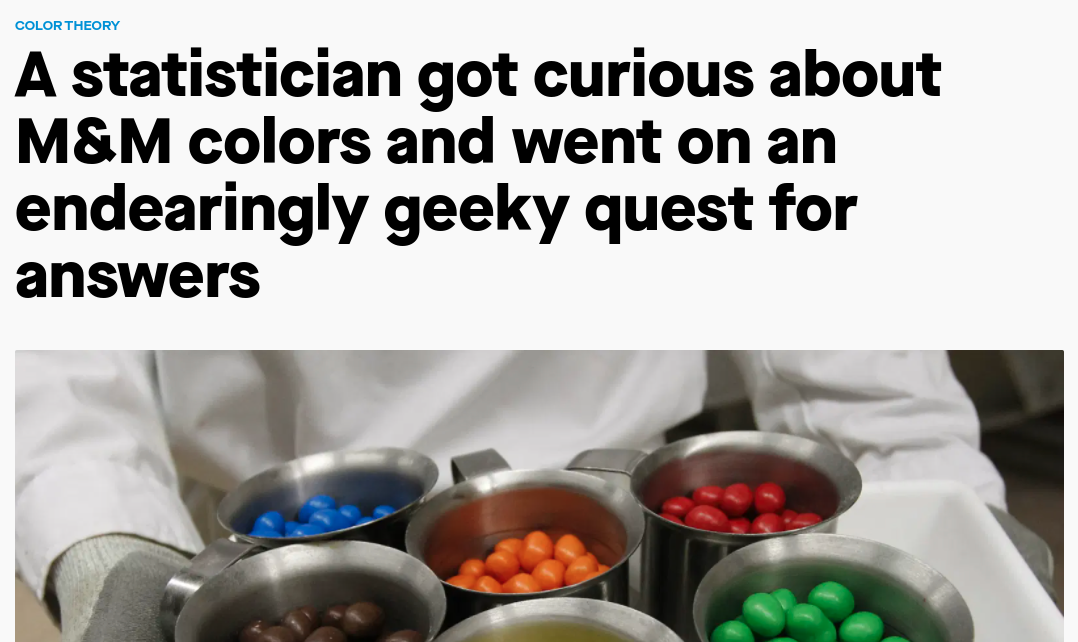 COLOR THEORY
A statistician got curious about
M&M colors and went on an
endearingly geeky quest for
answers